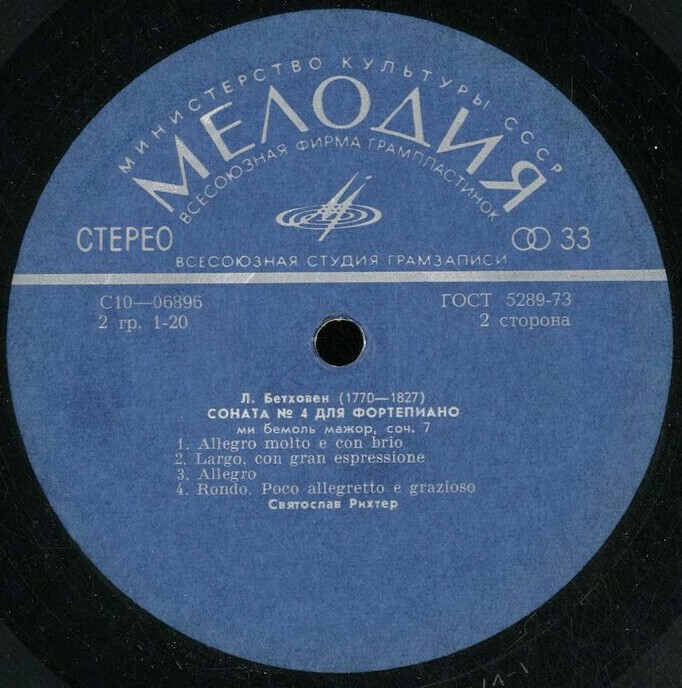 МИНИСТЕРСТВО КУЛЬТУРЫ СССР
МЕЛОДИЯ
ВСЕСОЮЗНАЯ ФИРМА ГРАМПЛАСТИНОК
СТЕРЕО
33
ВСЕСОЮЗНАЯ СТУДИЯ ГРАМЗАПИСИ
С10—06896
ГОСТ 5289-73
2 гр. 1-20
2 сторона
Л. Бетховен (1770—1827)
СОНАТА № 4 ДЛЯ ФОРТЕПИАНО
ми бемоль мажор, соч. 7
1. Allegro molto e con brio
2. Largo, con gran espressione
3. Allegro
4. Rondo. Poco allegretto e grazioso
Святослав Рихтер